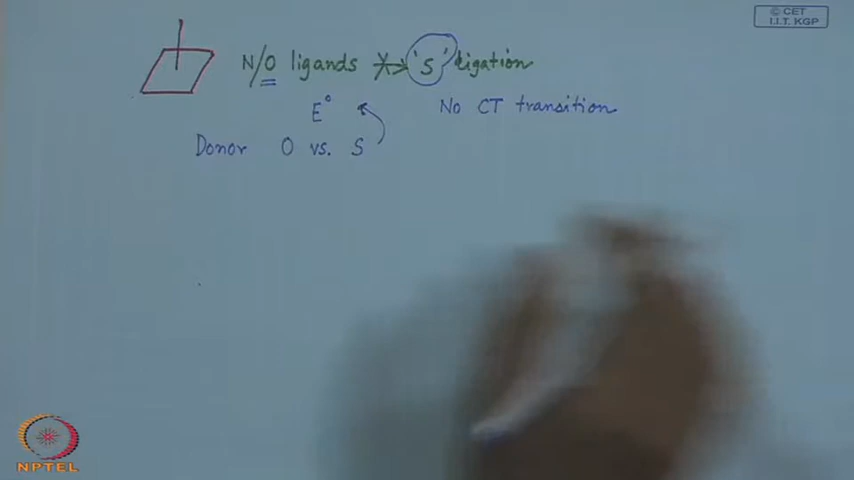 © CET
I.I.T. KGP
N/O ligands → 'S' ligation
E° No CT transition
Donor O vs. S
NPTEL